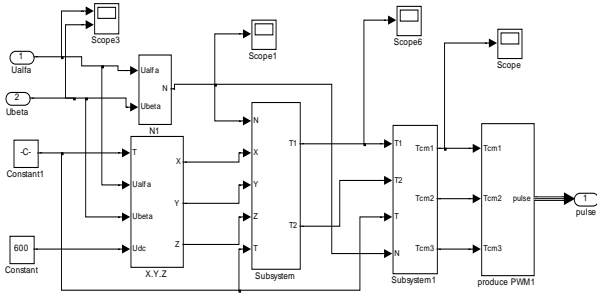 Scope3
Scope1
Scope6
Scope
1
Ualfa
2
Ubeta
Ualfa
Ubeta
N
N1
-C-
Constant1
600
Constant
T
Ualfa
Ubeta
Udc
X
Y
Z
X.Y.Z
N
X
Y
Z
T
T1
T2
Subsystem
T1
T2
T
N
Tcm1
Tcm2
Tcm3
Subsystem1
Tcm1
Tcm2
Tcm3
pulse
produce PWM1
1
pulse